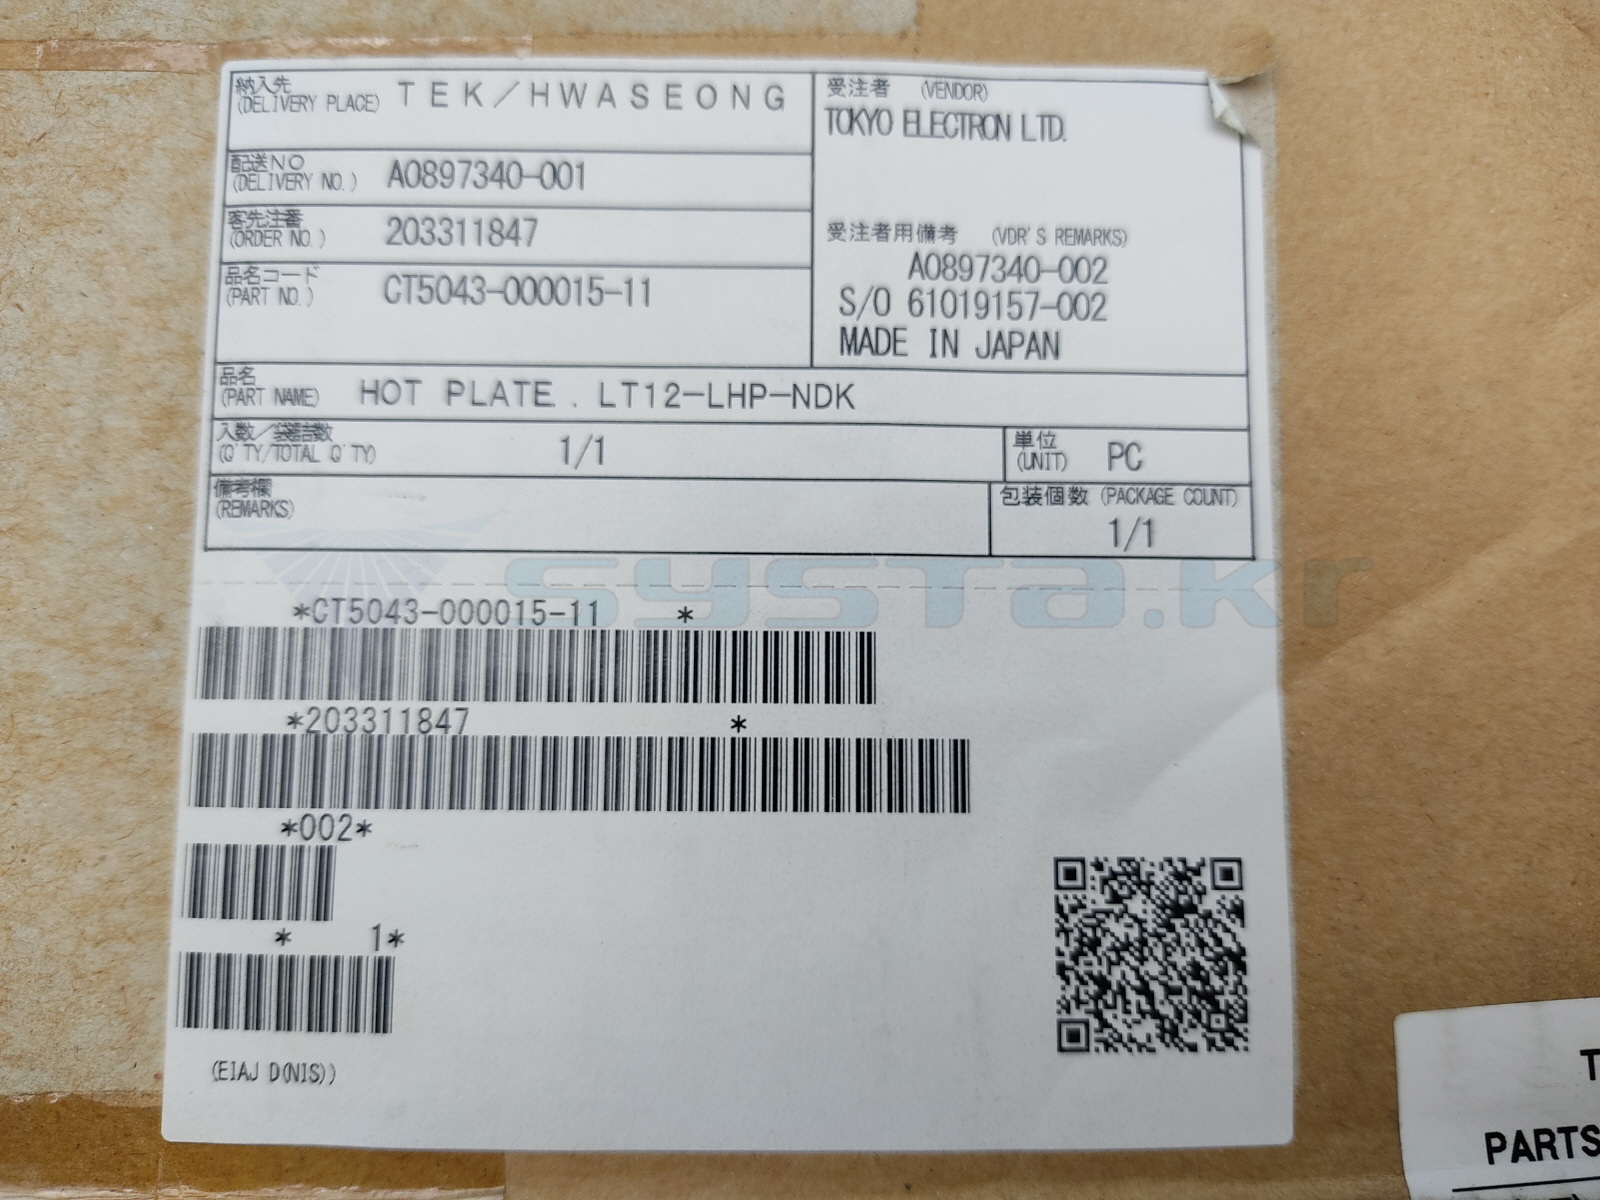 納入先
(DELIVERY PLACE) TEK/HWASEONG
配送NO
(DELIVERY NO.) A0897340-001
客先注番
(ORDER NO.) 203311847
品名コード
(PART NO.) CT5043-000015-11
受注者 (VENDOR)
TOKYO ELECTRON LTD.
受注者用備考 (VDR'S REMARKS)
A0897340-002
S/O 61019157-002
MADE IN JAPAN
品名
(PART NAME) HOT PLATE. . LT12-LHP-NDK
入数/袋詰数
(Q'TY/TOTAL Q'TY) 1/1
単位
(UNIT) PC
備考欄
(REMARKS)
包装個数 (PACKAGE COUNT)
1/1
systa.kr
*CT5043-000015-11 *
*203311847 *
*002*
* 1*
(EIAJ D(NIS))
T
PARTS